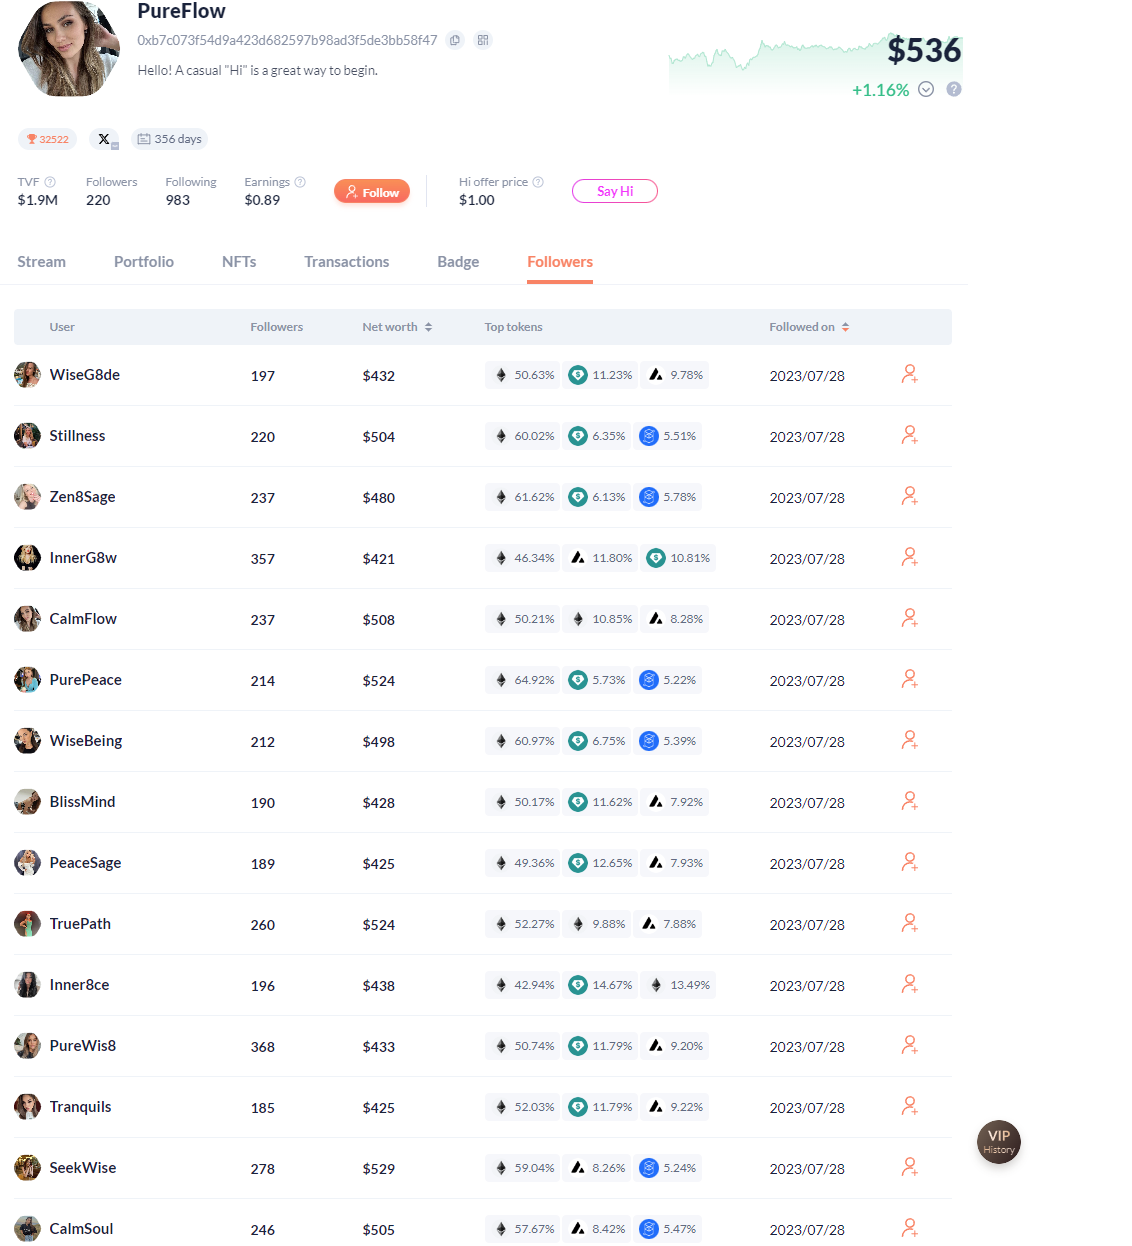 PureFlow
0xb7c073f54d9a423d682597b98ad3f5de3bb58f47
Hello! A casual "Hi" is a great way to begin.
$536
+1.16%
32522 X 356 days
TVF Followers Following Earnings Hi offer price
$1.9M 220 983 $0.89 Follow $1.00 Say Hi
Stream Portfolio NFTs Transactions Badge Followers
User Followers Net worth Top tokens Followed on
WiseG8de 197 $432 50.63% 11.23% 9.78% 2023/07/28
Stillness 220 $504 60.02% 6.35% 5.51% 2023/07/28
Zen8Sage 237 $480 61.62% 6.13% 5.78% 2023/07/28
InnerG8w 357 $421 46.34% 11.80% 10.81% 2023/07/28
CalmFlow 237 $508 50.21% 10.85% 8.28% 2023/07/28
PurePeace 214 $524 64.92% 5.73% 5.22% 2023/07/28
WiseBeing 212 $498 60.97% 6.75% 5.39% 2023/07/28
BlissMind 190 $428 50.17% 11.62% 7.92% 2023/07/28
PeaceSage 189 $425 49.36% 12.65% 7.93% 2023/07/28
TruePath 260 $524 52.27% 9.88% 7.88% 2023/07/28
Inner8ce 196 $438 42.94% 14.67% 13.49% 2023/07/28
PureWis8 368 $433 50.74% 11.79% 9.20% 2023/07/28
Tranquils 185 $425 52.03% 11.79% 9.22% 2023/07/28
VIP
History
SeekWise 278 $529 59.04% 8.26% 5.24% 2023/07/28
CalmSoul 246 $505 57.67% 8.42% 5.47% 2023/07/28